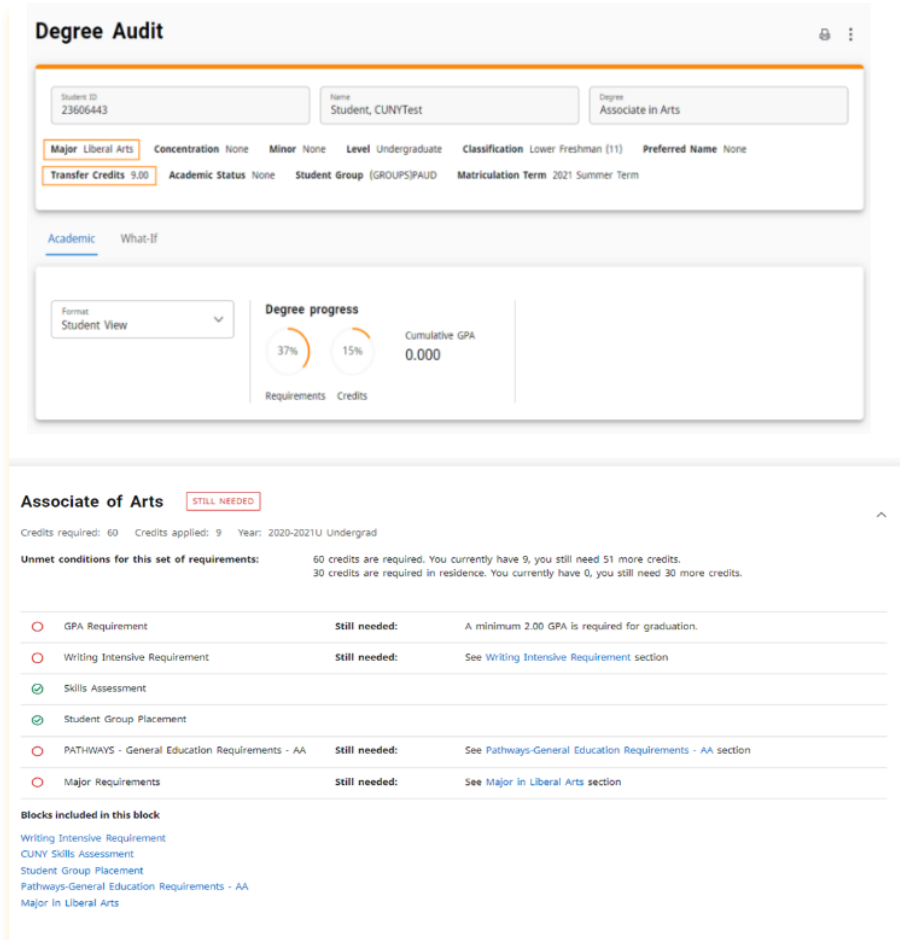 Degree Audit
Student ID
23606443
Name
Student, CUNYTest
Degree
Associate in Arts
Major Liberal Arts Concentration None Minor None Level Undergraduate Classification Lower Freshman (11) Preferred Name None
Transfer Credits 9.00 Academic Status None Student Group (GROUPS)PAUD Matriculation Term 2021 Summer Term
Academic What-If
Format
Student View
Degree progress
37%
15%
Requirements Credits
Cumulative GPA
0.000
Associate of Arts STILL NEEDED
Credits required: 60 Credits applied: 9 Year: 2020-2021U Undergrad
Unmet conditions for this set of requirements: 60 credits are required. You currently have 9, you still need 51 more credits.
30 credits are required in residence. You currently have 0, you still need 30 more credits.
GPA Requirement Still needed: A minimum 2.00 GPA is required for graduation.
Writing Intensive Requirement Still needed: See Writing Intensive Requirement section
Skills Assessment
Student Group Placement
PATHWAYS - General Education Requirements - AA Still needed: See Pathways-General Education Requirements - AA section
Major Requirements Still needed: See Major in Liberal Arts section
Blocks included in this block
Writing Intensive Requirement
CUNY Skills Assessment
Student Group Placement
Pathways-General Education Requirements - AA
Major in Liberal Arts